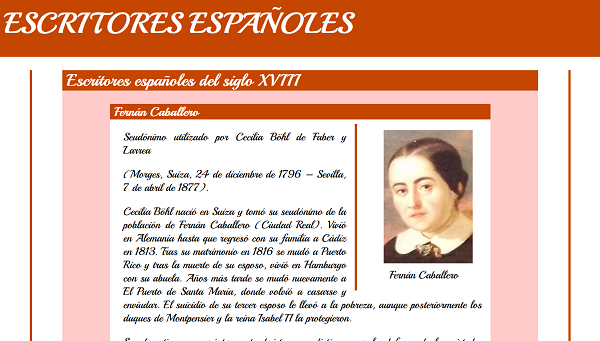 ESCRITORES ESPAÑOLES
Escritores españoles del siglo XVIII
Fernán Caballero
Seudónimo utilizado por Cecilia Böhl de Faber y
Larrea
(Morges, Suiza, 24 de diciembre de 1796 – Sevilla,
7 de abril de 1877).
Cecilia Böhl nació en Suiza y tomó su seudónimo de la
población de Fernán Caballero (Ciudad Real). Vivió
en Alemania hasta que regresó con su familia a Cádiz
en 1813. Tras su matrimonio en 1816 se mudó a Puerto
Rico y tras la muerte de su esposo, vivió en Hamburgo
con su abuela. Años más tarde se mudó nuevamente a
El Puerto de Santa María, donde volvió a casarse y
enviudar. El suicidio de su tercer esposo le llevó a la pobreza, aunque posteriormente los
duques de Montpensier y la reina Isabel II la protegieron.
Fernán Caballero